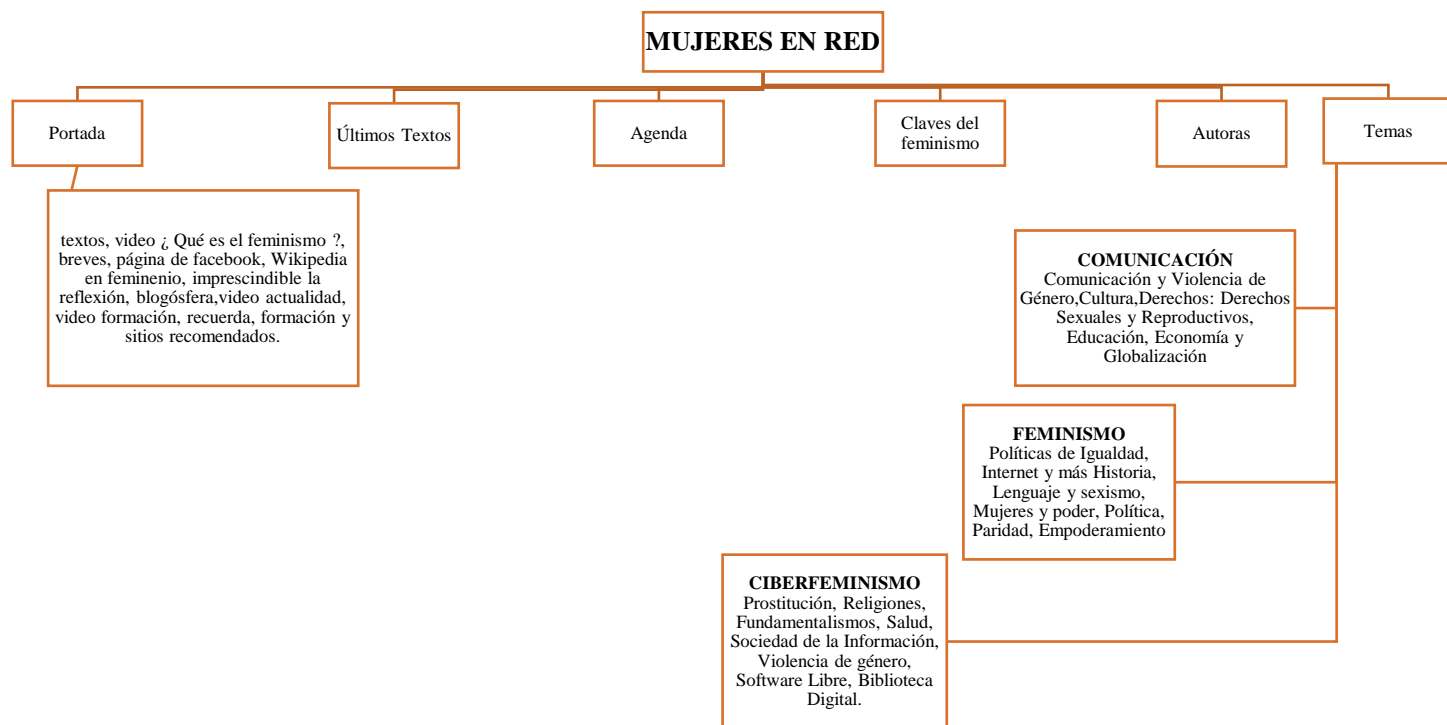 MUJERES EN RED
Portada
Últimos Textos
Agenda
Claves del
feminismo
Autoras
Temas
textos, video ¿ Qué es el feminismo ?,
breves, página de facebook, Wikipedia
en feminenio, imprescindible la
reflexión, blogósfera,video actualidad,
video formación, recuerda, formación y
sitios recomendados.
COMUNICACIÓN
Comunicación y Violencia de
Género,Cultura,Derechos: Derechos
Sexuales y Reproductivos,
Educación, Economía y
Globalización
FEMINISMO
Políticas de Igualdad,
Internet y más Historia,
Lenguaje y sexismo,
Mujeres y poder, Política,
Paridad, Empoderamiento
CIBERFEMINISMO
Prostitución, Religiones,
Fundamentalismos, Salud,
Sociedad de la Información,
Violencia de género,
Software Libre, Biblioteca
Digital.